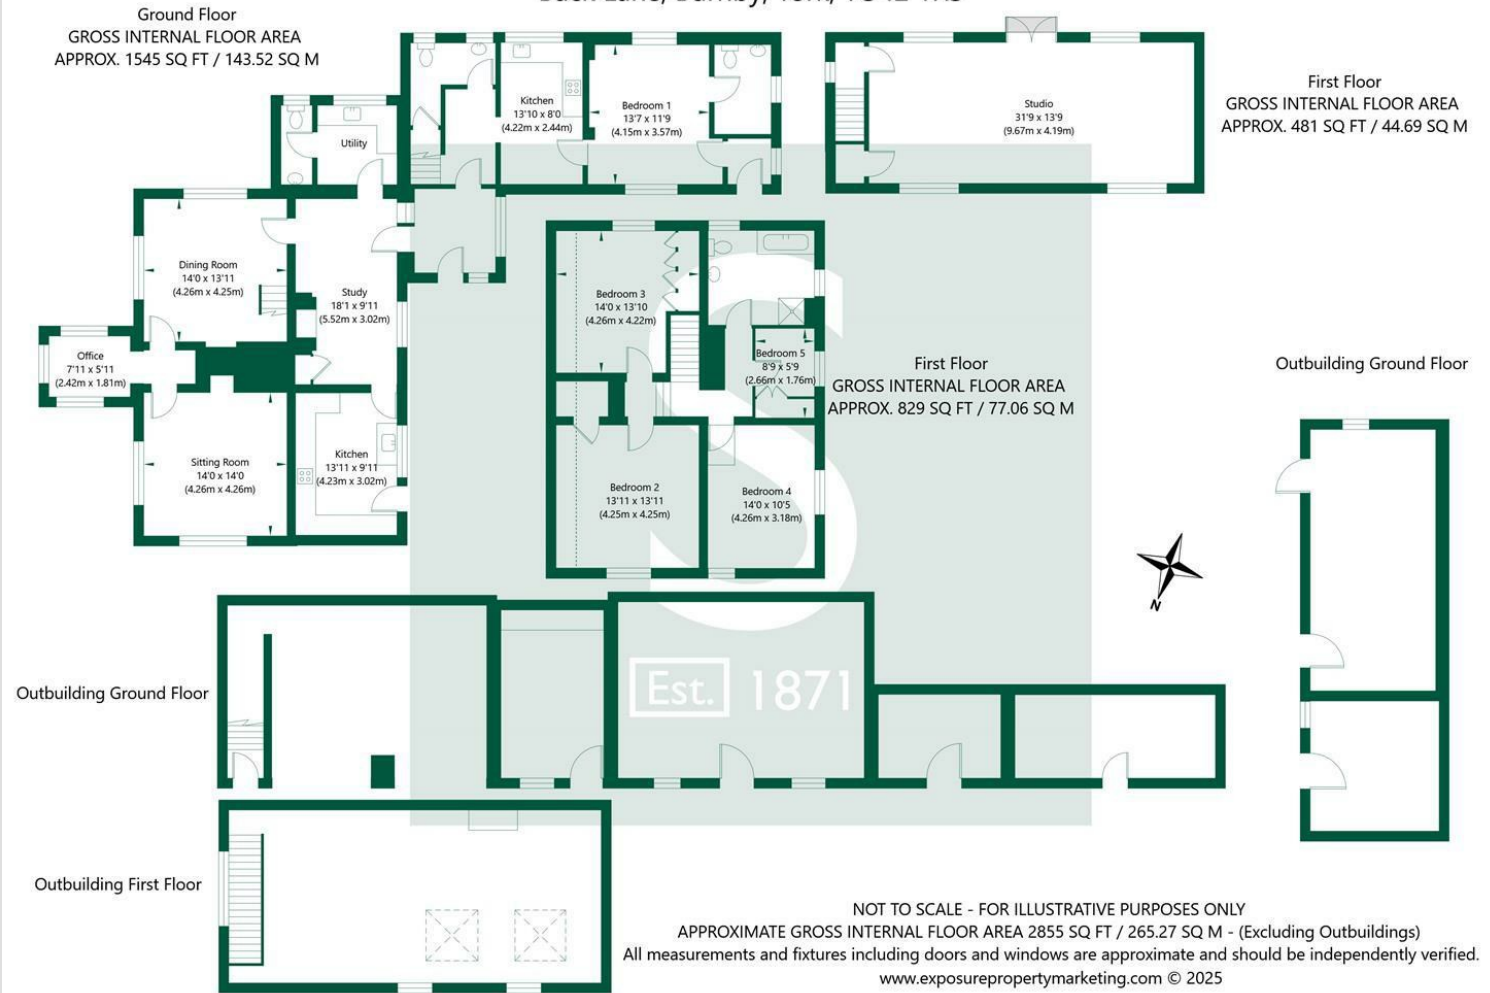 Ground Floor
GROSS INTERNAL FLOOR AREA
APPROX. 1545 SQ FT / 143.52 SQ M
Kitchen
13'10 x 8'0
(4.22m x 2.44m)
Bedroom 1
13'7 x 11'9
(4.15m x 3.57m)
Utility
Dining Room
14'0 x 13'11
(4.26m x 4.25m)
Study
18'1 x 9'11
(5.52m x 3.02m)
Office
7'11 x 5'11
(2.42m x 1.81m)
Sitting Room
14'0 x 14'0
(4.26m x 4.26m)
Kitchen
13'11 x 9'11
(4.23m x 3.02m)
Studio
31'9 x 13'9
(9.67m x 4.19m)
First Floor
GROSS INTERNAL FLOOR AREA
APPROX. 481 SQ FT / 44.69 SQ M
Bedroom 3
14'0 x 13'10
(4.26m x 4.22m)
Bedroom 5
8'9 x 5'9
(2.66m x 1.76m)
Bedroom 2
13'11 x 13'11
(4.25m x 4.25m)
Bedroom 4
14'0 x 10'5
(4.26m x 3.18m)
First Floor
GROSS INTERNAL FLOOR AREA
APPROX. 829 SQ FT / 77.06 SQ M
Outbuilding Ground Floor
N
S
Est. 1871
Outbuilding Ground Floor
Outbuilding First Floor
NOT TO SCALE - FOR ILLUSTRATIVE PURPOSES ONLY
APPROXIMATE GROSS INTERNAL FLOOR AREA 2855 SQ FT / 265.27 SQ M - (Excluding Outbuildings)
All measurements and fixtures including doors and windows are approximate and should be independently verified.
www.exposurepropertymarketing.com © 2025